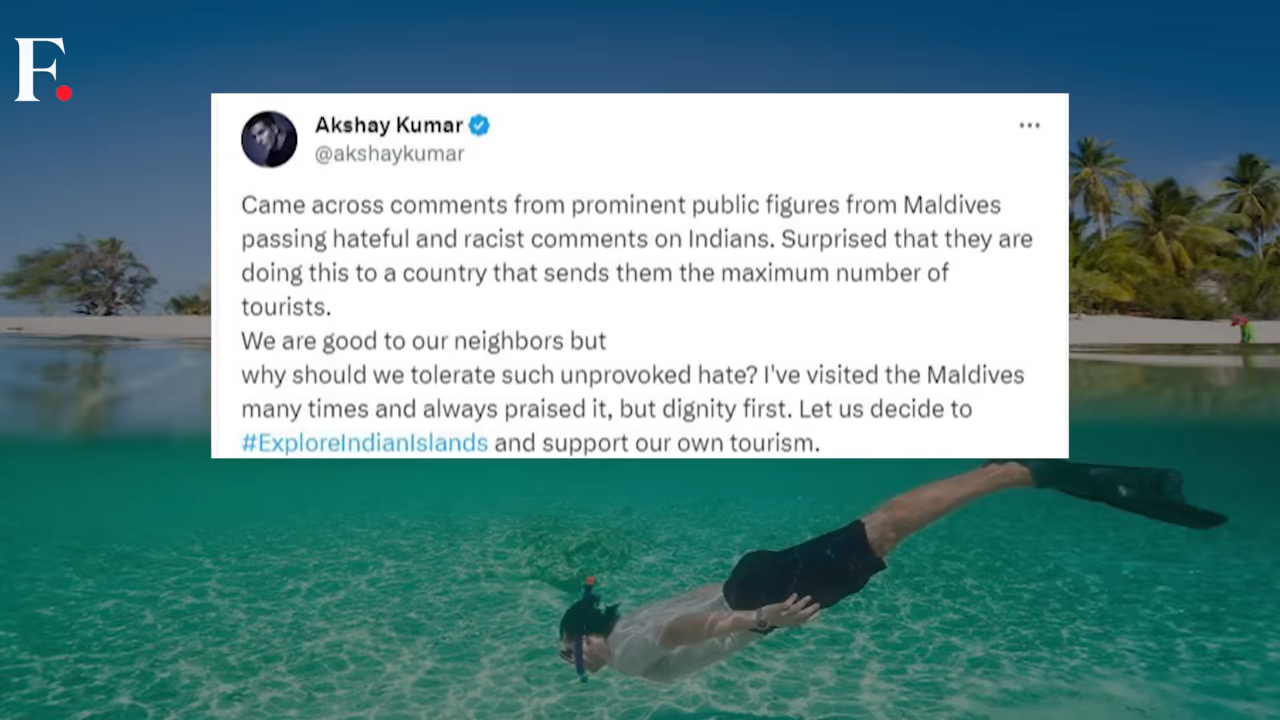 F.
Akshay Kumar
@akshaykumar
Came across comments from prominent public figures from Maldives
passing hateful and racist comments on Indians. Surprised that they are
doing this to a country that sends them the maximum number of
tourists.
We are good to our neighbors but
why should we tolerate such unprovoked hate? I've visited the Maldives
many times and always praised it, but dignity first. Let us decide to
#ExploreIndianIslands and support our own tourism.